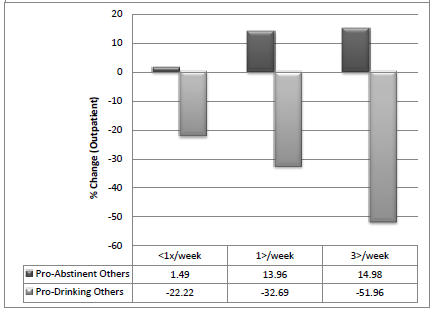 20
10
0
-10
-20
-30
-40
-50
-60
% Change (Outpatient)
<1x/week 1>/week 3>/week
Pro-Abstinent Others 1.49 13.96 14.98
Pro-Drinking Others -22.22 -32.69 -51.96